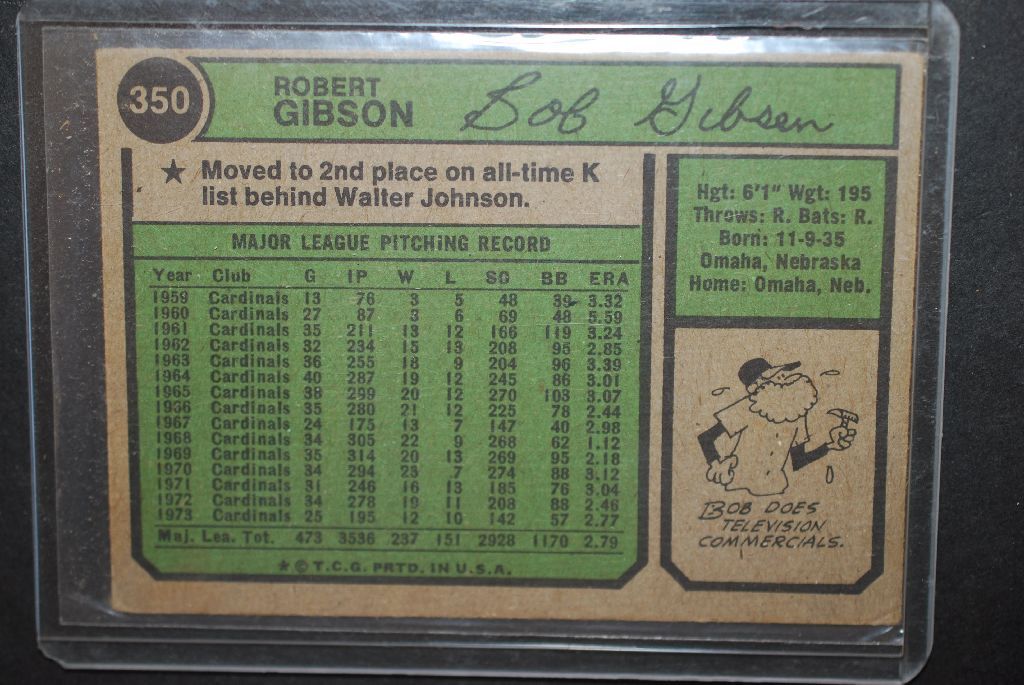 350
ROBERT
GIBSON
Bob Gibson
★ Moved to 2nd place on all-time K
list behind Walter Johnson.
MAJOR LEAGUE PITCHING RECORD
Year Club G IP W L SO BB ERA
1959 Cardinals 13 76 3 5 48 39 3.32
1960 Cardinals 27 87 3 6 69 48 5.59
1961 Cardinals 35 211 13 12 166 119 3.24
1962 Cardinals 32 234 15 13 208 95 2.85
1963 Cardinals 36 255 18 9 204 96 3.39
1964 Cardinals 40 287 19 12 245 86 3.01
1965 Cardinals 38 299 20 12 270 103 3.07
1966 Cardinals 35 280 21 12 225 78 2.44
1967 Cardinals 24 175 13 7 147 40 2.98
1968 Cardinals 34 305 22 9 268 62 1.12
1969 Cardinals 35 314 20 13 269 95 2.18
1970 Cardinals 34 294 23 7 274 88 3.12
1971 Cardinals 31 246 16 13 185 76 3.04
1972 Cardinals 34 278 19 11 208 88 2.46
1973 Cardinals 25 195 12 10 142 57 2.77
Maj. Lea. Tot. 473 3536 237 151 2928 1170 2.79
★ © T.C.G. PRTD. IN U.S.A.
Hgt: 6'1" Wgt: 195
Throws: R. Bats: R.
Born: 11-9-35
Omaha, Nebraska
Home: Omaha, Neb.
BOB DOES
TELEVISION
COMMERCIALS.